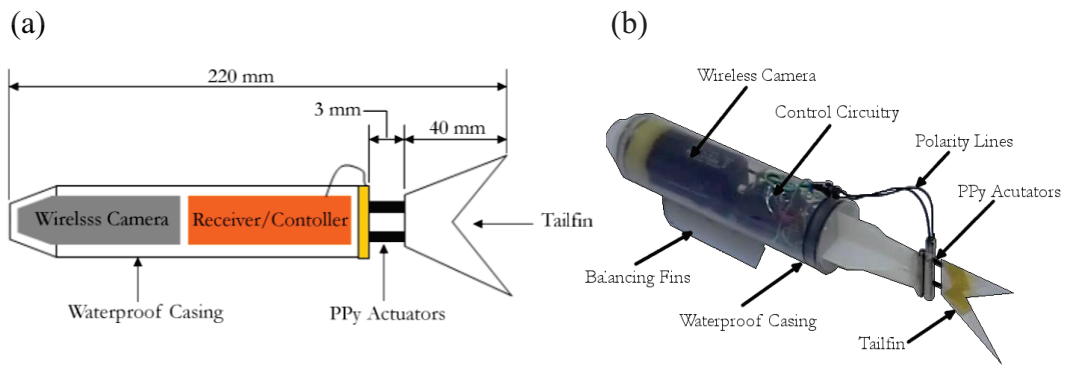 (a)
220 mm
3 mm
40 mm
Wirelsss Camera
Receiver/Contoller
Tailfin
Waterproof Casing
PPy Actuators
(b)
Wireless Camera
Control Circuitry
Polarity Lines
PPy Acutators
Balancing Fins
Waterproof Casing
Tailfin